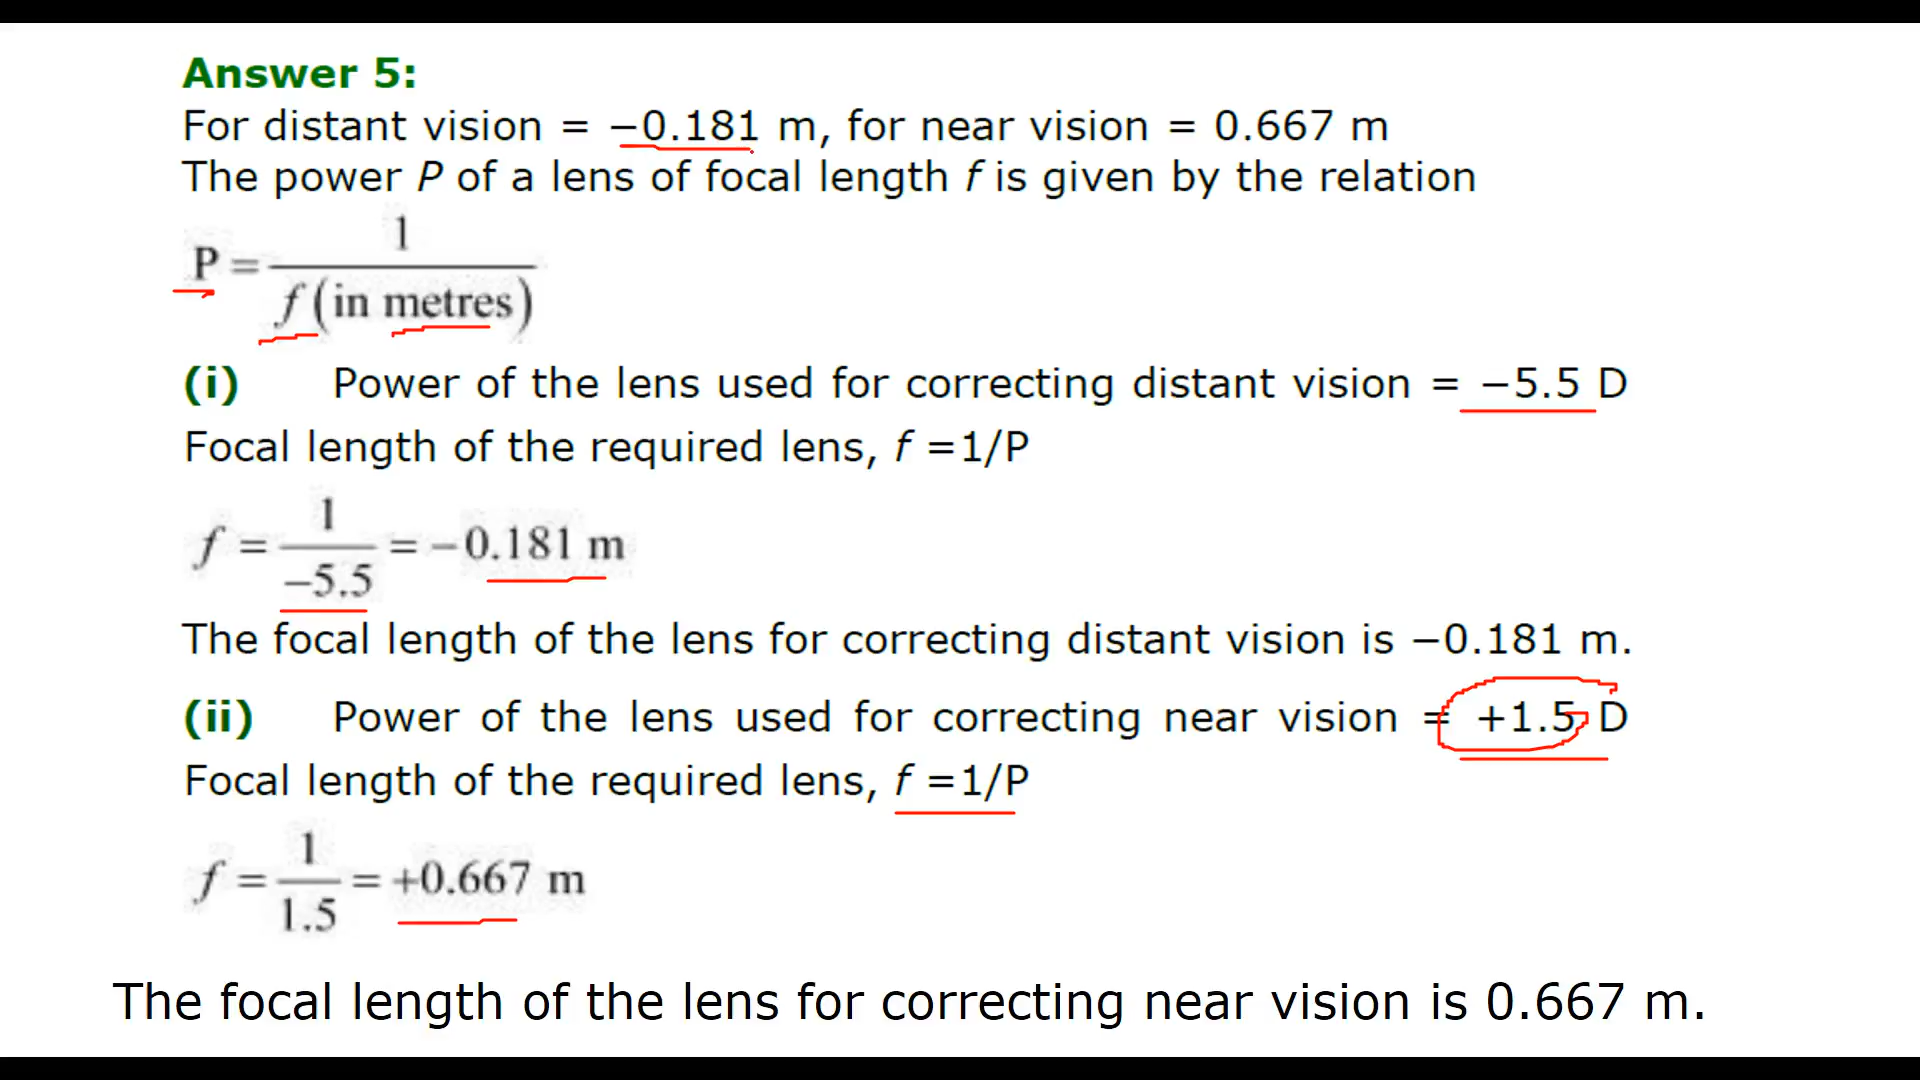 Answer 5:
For distant vision = −0.181 m, for near vision = 0.667 m
The power P of a lens of focal length f is given by the relation
P = 1 / f (in metres)
(i) Power of the lens used for correcting distant vision = −5.5 D
Focal length of the required lens, f =1/P
f = 1 / −5.5 = −0.181 m
The focal length of the lens for correcting distant vision is −0.181 m.
(ii) Power of the lens used for correcting near vision = +1.5 D
Focal length of the required lens, f =1/P
f = 1 / 1.5 = +0.667 m
The focal length of the lens for correcting near vision is 0.667 m.